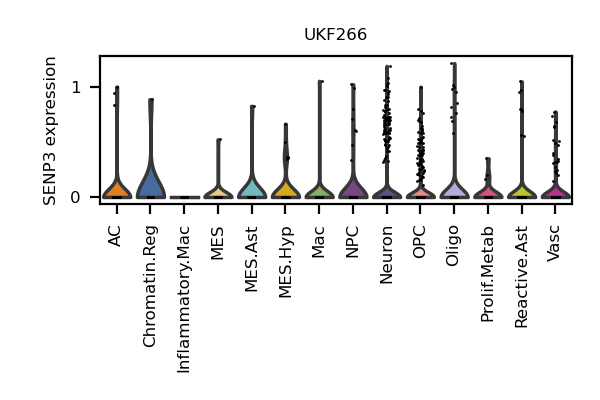 UKF266
SENP3 expression
1
0
AC
Chromatin.Reg
Inflammatory.Mac
MES
MES.Ast
MES.Hyp
Mac
NPC
Neuron
OPC
Oligo
Prolif.Metab
Reactive.Ast
Vasc